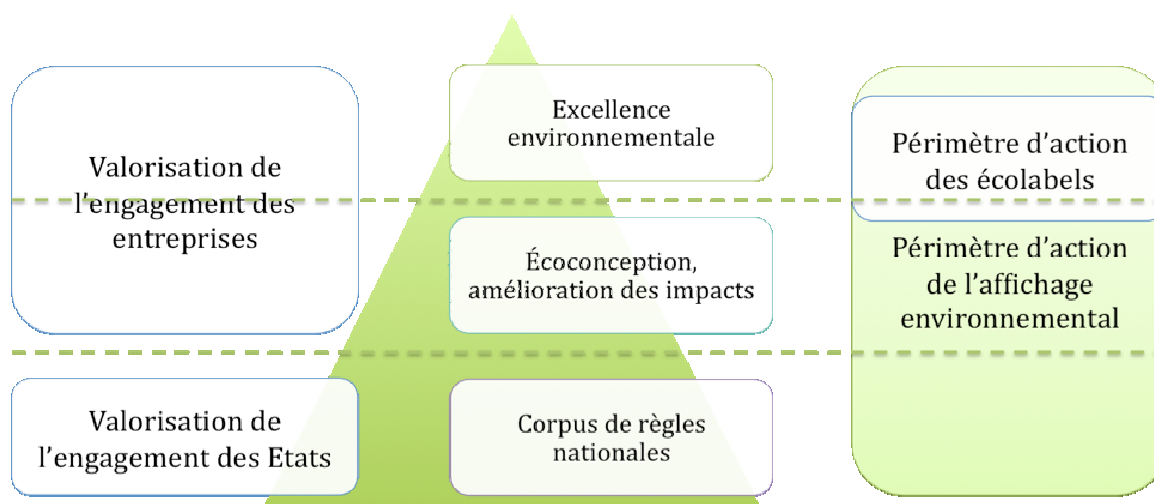 Valorisation de
l'engagement des
entreprises
Valorisation de
l'engagement des Etats
Excellence
environnementale
Écoconception,
amélioration des impacts
Corpus de règles
nationales
Périmètre d'action
des écolabels
Périmètre d'action
de l'affichage
environnemental